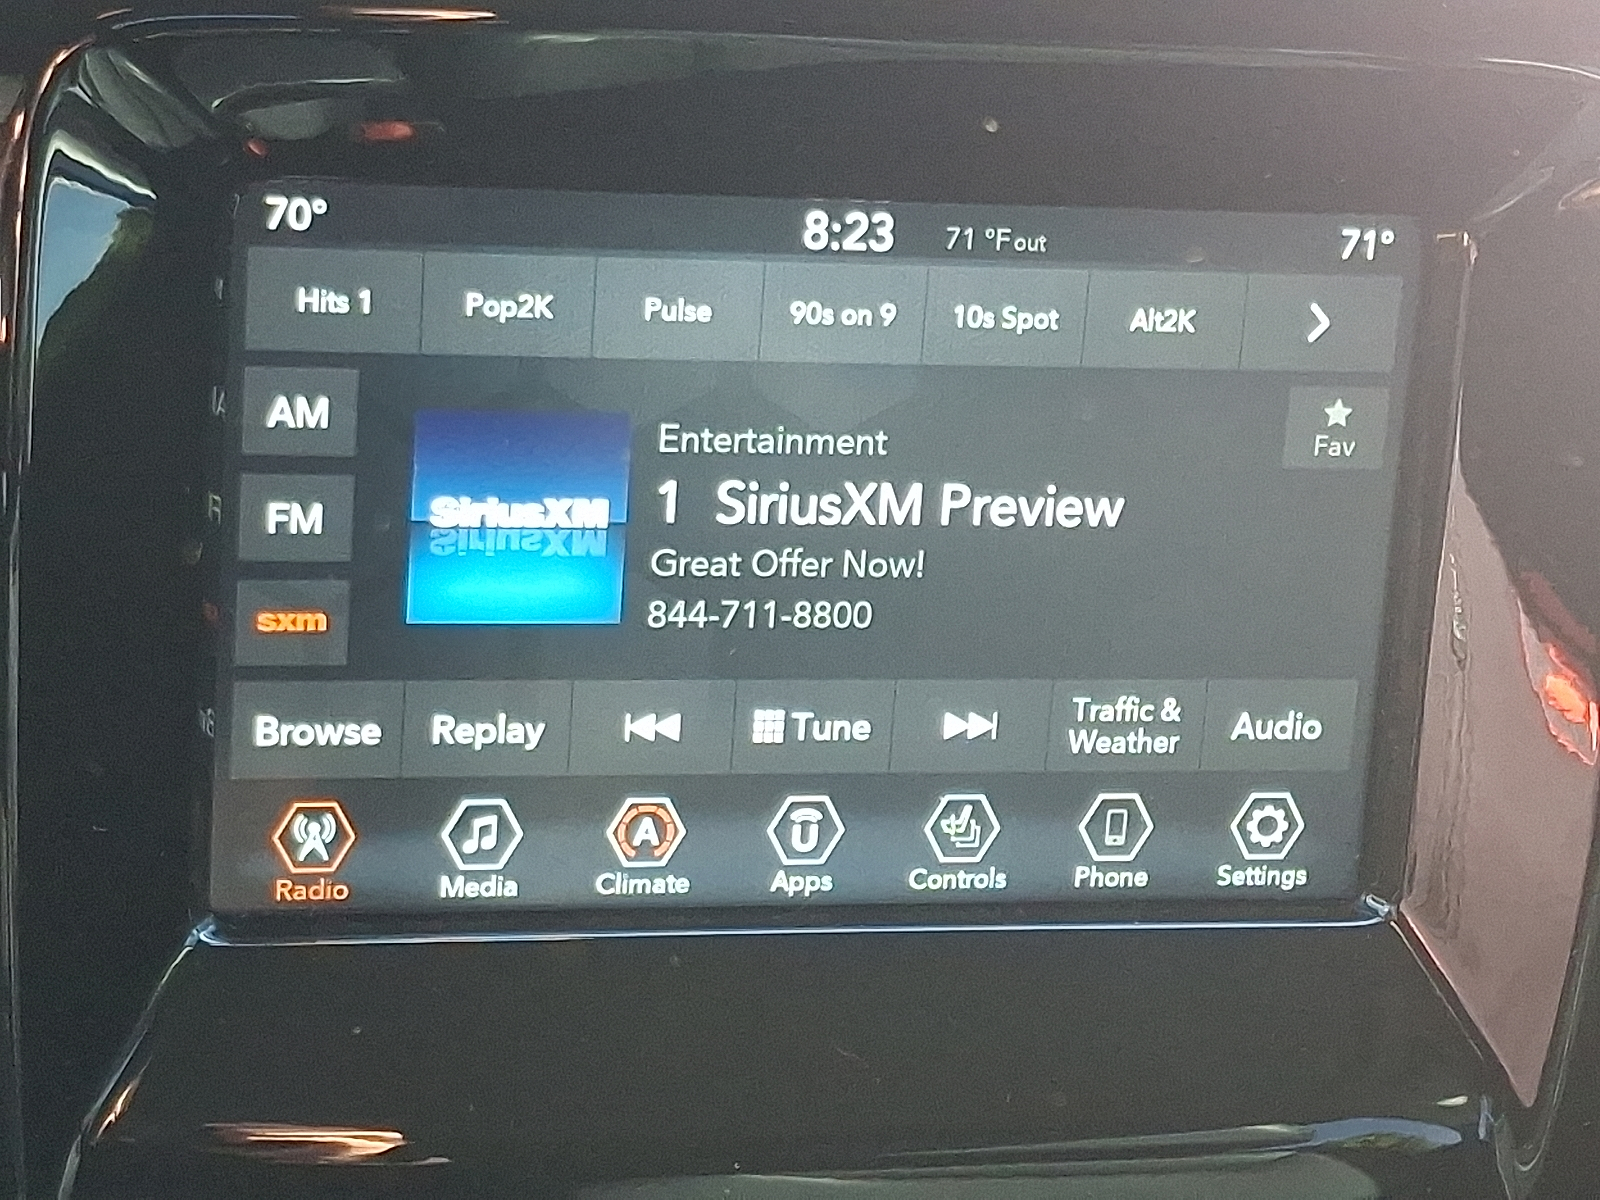 70° 8:23 71 °F out 71°
Hits 1 Pop2K Pulse 90s on 9 10s Spot Alt2K
AM
FM
sxm
SiriusXM
Entertainment
1 SiriusXM Preview
Great Offer Now!
844-711-8800
Fav
Browse Replay Tune Traffic & Weather Audio
A U
Radio Media Climate Apps Controls Phone Settings